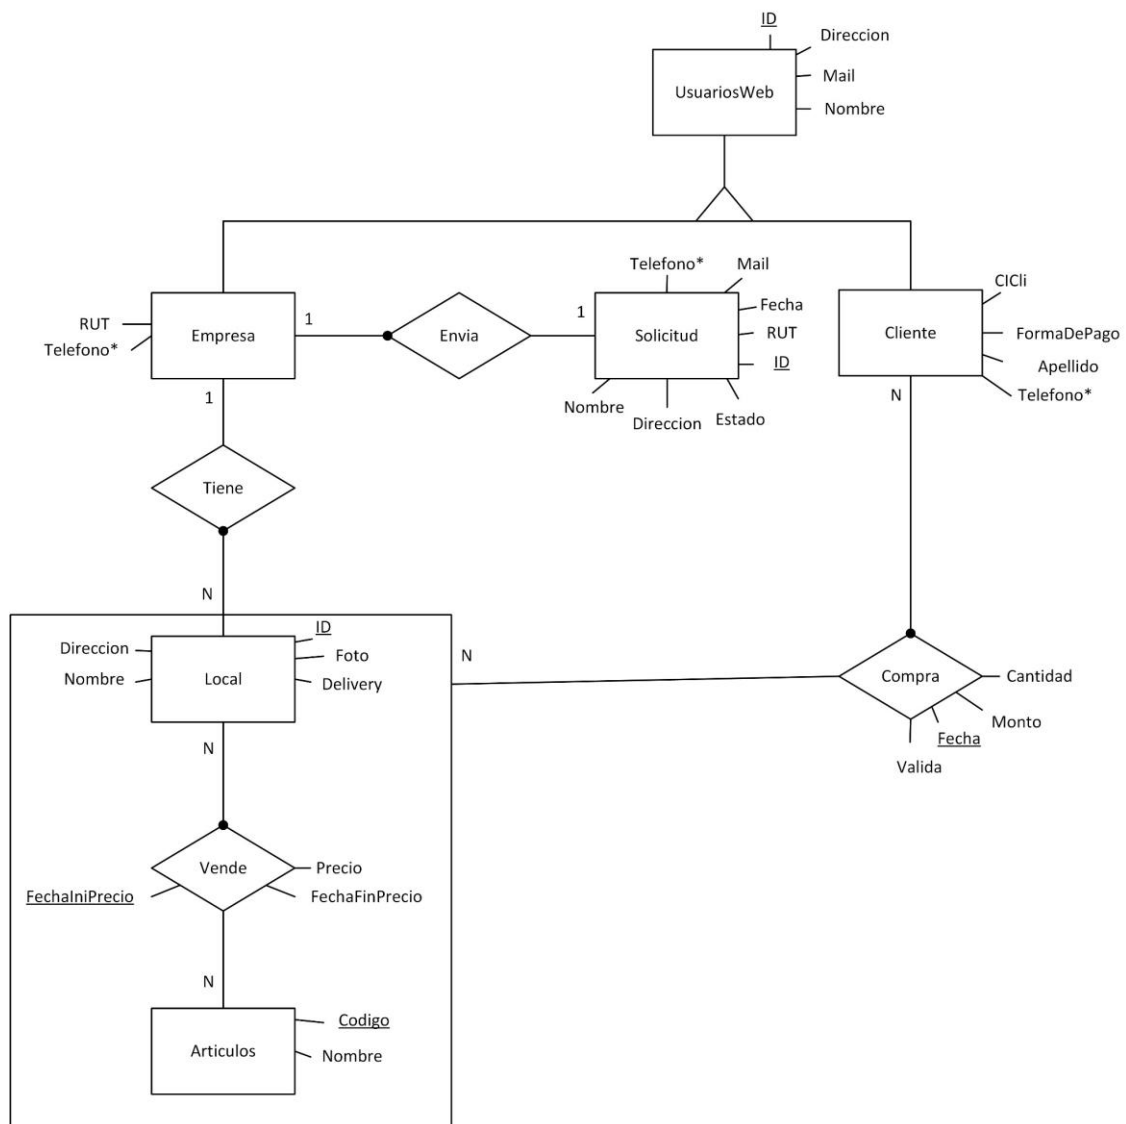 ID
Direccion
Mail
UsuariosWeb
Nombre
Telefono*
Mail
CICli
Fecha
RUT
Empresa
1
Envia
1
Solicitud
RUT
Cliente
FormaDePago
Telefono*
ID
Apellido
1
Nombre
Direccion
Estado
N
Telefono*
Tiene
N
ID
Direccion
Foto
N
Nombre
Local
Delivery
Compra
Cantidad
Monto
N
Fecha
Valida
Vende
Precio
FechaIniPrecio
FechaFinPrecio
N
Codigo
Articulos
Nombre